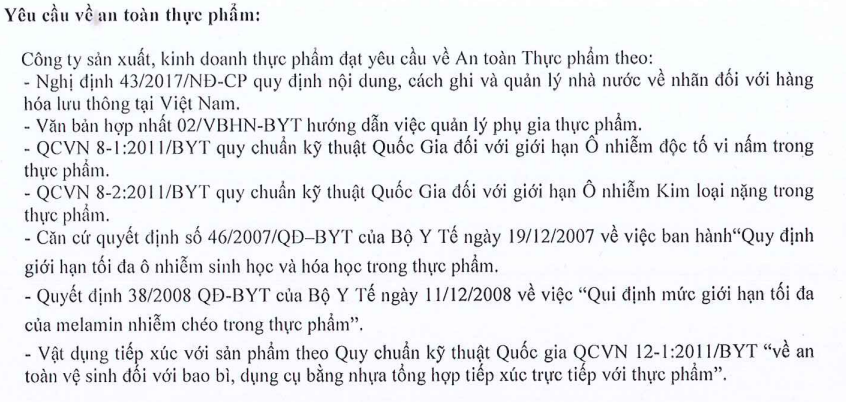 Yêu cầu về an toàn thực phẩm:
Công ty sản xuất, kinh doanh thực phẩm đạt yêu cầu về An toàn Thực phẩm theo:
- Nghị định 43/2017/NĐ-CP quy định nội dung, cách ghi và quản lý nhà nước về nhãn đối với hàng
hóa lưu thông tại Việt Nam.
- Văn bản hợp nhất 02/VBHN-BYT hướng dẫn việc quản lý phụ gia thực phẩm.
- QCVN 8-1:2011/BYT quy chuẩn kỹ thuật Quốc Gia đối với giới hạn Ô nhiễm độc tố vi nấm trong
thực phẩm.
- QCVN 8-2:2011/BYT quy chuẩn kỹ thuật Quốc Gia đối với giới hạn Ô nhiễm Kim loại nặng trong
thực phẩm.
- Căn cứ quyết định số 46/2007/QĐ–BYT của Bộ Y Tế ngày 19/12/2007 về việc ban hành“Quy định
giới hạn tối đa ô nhiễm sinh học và hóa học trong thực phẩm.
- Quyết định 38/2008 QĐ-BYT của Bộ Y Tế ngày 11/12/2008 về việc “Qui định mức giới hạn tối đa
của melamin nhiễm chéo trong thực phẩm”.
- Vật dụng tiếp xúc với sản phẩm theo Quy chuẩn kỹ thuật Quốc gia QCVN 12-1:2011/BYT “về an
toàn vệ sinh đối với bao bì, dụng cụ bằng nhựa tổng hợp tiếp xúc trực tiếp với thực phẩm”.